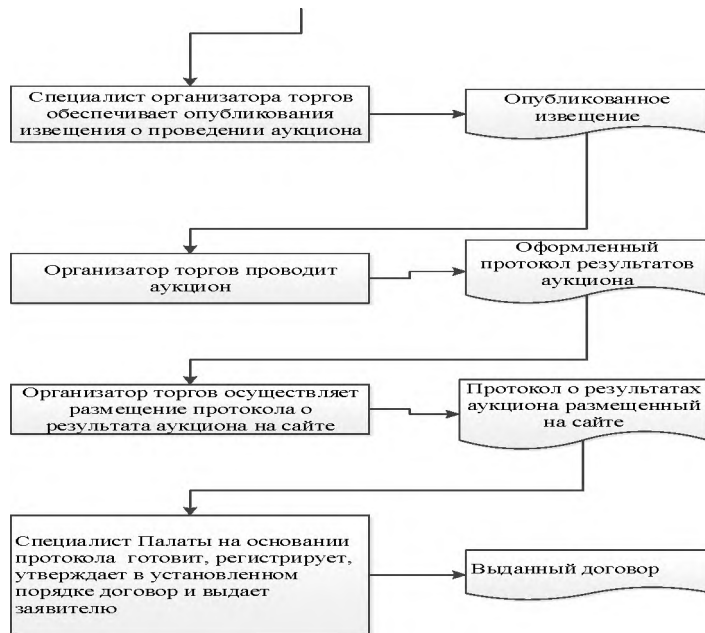 Специалист организатора торгов
обеспечивает опубликования
извещения о проведении аукциона
Опубликованное
извещение
Организатор торгов проводит
аукцион
Оформленный
протокол результатов
аукциона
Организатор торгов осуществляет
размещение протокола о
результата аукциона на сайте
Протокол о результатах
аукциона размещенный
на сайте
Специалист Палаты на основании
протокола готовит, регистрирует,
утверждает в установленном
порядке договор и выдает
заявителю
Выданный договор